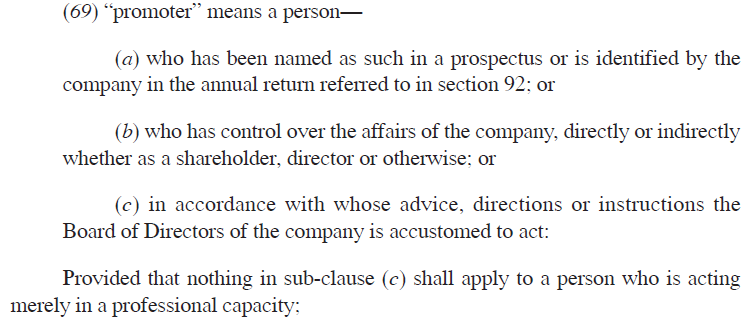 (69) “promoter” means a person—
(a) who has been named as such in a prospectus or is identified by the
company in the annual return referred to in section 92; or
(b) who has control over the affairs of the company, directly or indirectly
whether as a shareholder, director or otherwise; or
(c) in accordance with whose advice, directions or instructions the
Board of Directors of the company is accustomed to act:
Provided that nothing in sub-clause (c) shall apply to a person who is acting
merely in a professional capacity;